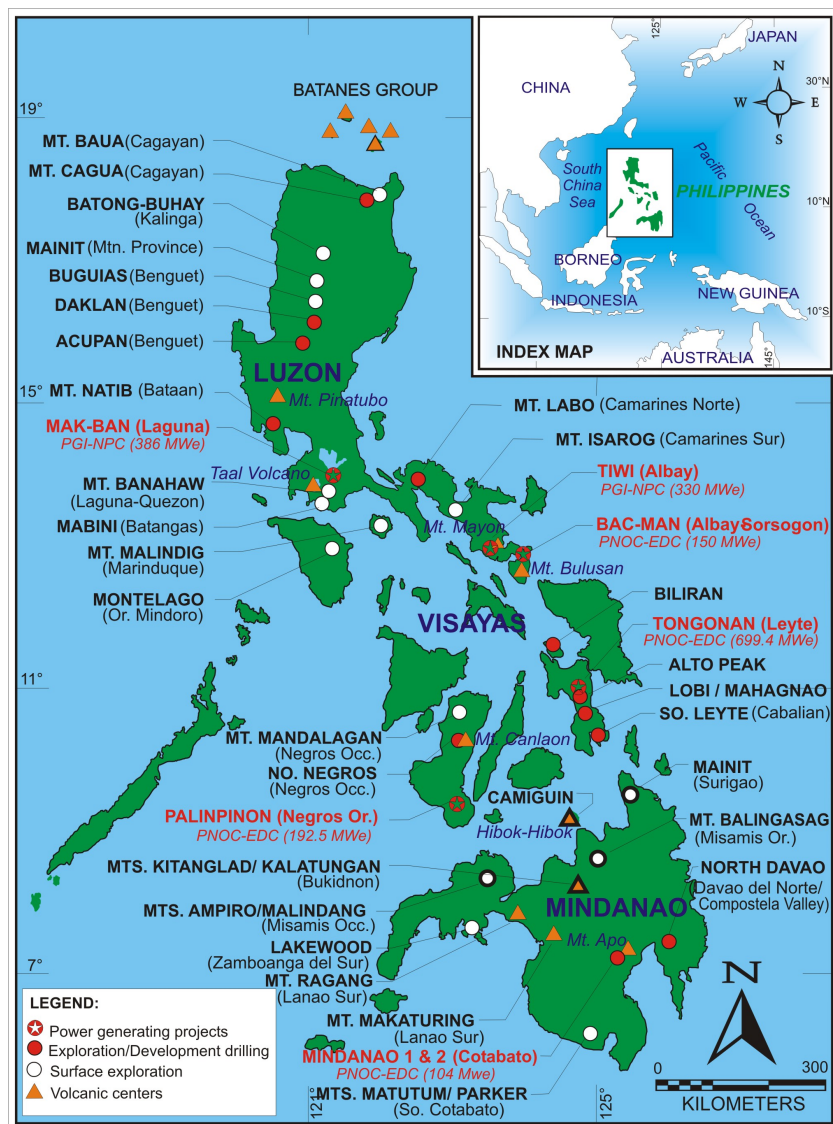 BATANES GROUP
19°
MT. BAUA (Cagayan)
MT. CAGUA (Cagayan)
BATONG-BUHAY
(Kalinga)
MAINIT (Mtn. Province)
BUGUIAS (Benguet)
DAKLAN (Benguet)
ACUPAN (Benguet)
LUZON
MT. NATIB (Bataan)
15°
Mt. Pinatubo
MAK-BAN (Laguna)
PGI-NPC (386 MWe)
Taal Volcano
MT. BANAHAW
(Laguna-Quezon)
MABINI (Batangas)
MT. MALINDIG
(Marinduque)
MONTELAGO
(Or. Mindoro)
125°
JAPAN
CHINA
30°N
N
W
E
S
South
China
Sea
Pacific
Ocean
PHILIPPINES
10°N
BORNEO
INDONESIA
NEW GUINEA
10°S
INDEX MAP
AUSTRALIA
145°
MT. LABO (Camarines Norte)
MT. ISAROG (Camarines Sur)
TIWI (Albay)
PGI-NPC (330 MWe)
Mt. Mayon
BAC-MAN (Albay-Sorsogon)
PNOC-EDC (150 MWe)
Mt. Bulusan
BILIRAN
VISAYAS
TONGONAN (Leyte)
PNOC-EDC (699.4 MWe)
ALTO PEAK
11°
LOBI / MAHAGNAO
SO. LEYTE (Cabalian)
MT. MANDALAGAN
(Negros Occ.)
Mt. Canlaon
NO. NEGROS
(Negros Occ.)
MAINIT
(Surigao)
CAMIGUIN
PALINPINON (Negros Or.)
PNOC-EDC (192.5 MWe)
Hibok-Hibok
MT. BALINGASAG
(Misamis Or.)
MTS. KITANGLAD/ KALATUNGAN
(Bukidnon)
NORTH DAVAO
(Davao del Norte/
Compostela Valley)
MTS. AMPIRO/MALINDANG
(Misamis Occ.)
MINDANAO
LAKEWOOD
(Zamboanga del Sur)
Mt. Apo
7°
MT. RAGANG
(Lanao Sur)
MT. MAKATURING
(Lanao Sur)
MINDANAO 1 & 2 (Cotabato)
PNOC-EDC (104 Mwe)
MTS. MATUTUM/ PARKER
(So. Cotabato)
LEGEND:
Power generating projects
Exploration/Development drilling
Surface exploration
Volcanic centers
121°
125°
N
0
300
KILOMETERS